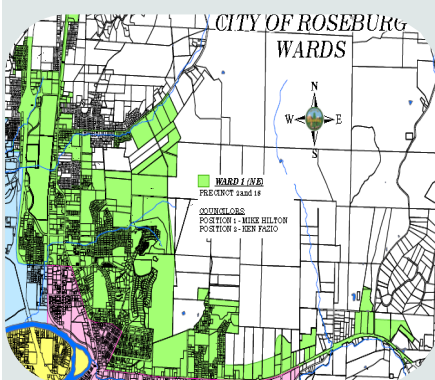 CITY OF ROSEBURG
WARDS
N
W E
S
WARD 1 (NE)
PRECINCT 2 and 18
COUNCILORS
POSITION 1 - MIKE HILTON
POSITION 2 - KEN FAZIO